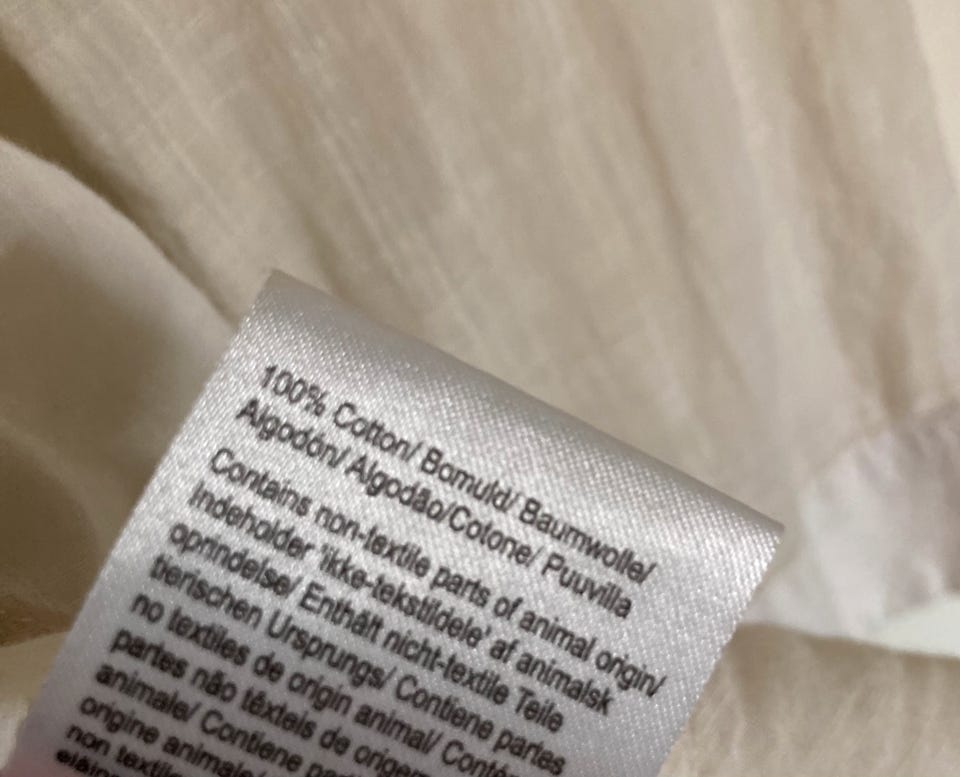 100% Cotton/ Bomuld/ Baumwolle/
Algodón/ Algodão/Cotone/ Puuvilla
Contains non-textile parts of animal origin/
Indeholder 'ikke-tekstildele' af animalsk
oprindelse/ Enthält nicht-textile Teile
tierischen Ursprungs/ Contiene partes
no textiles de origin animal/ Contém
partes não têxteis de origem
animale/ Contiene parti
origine animale/
non textile